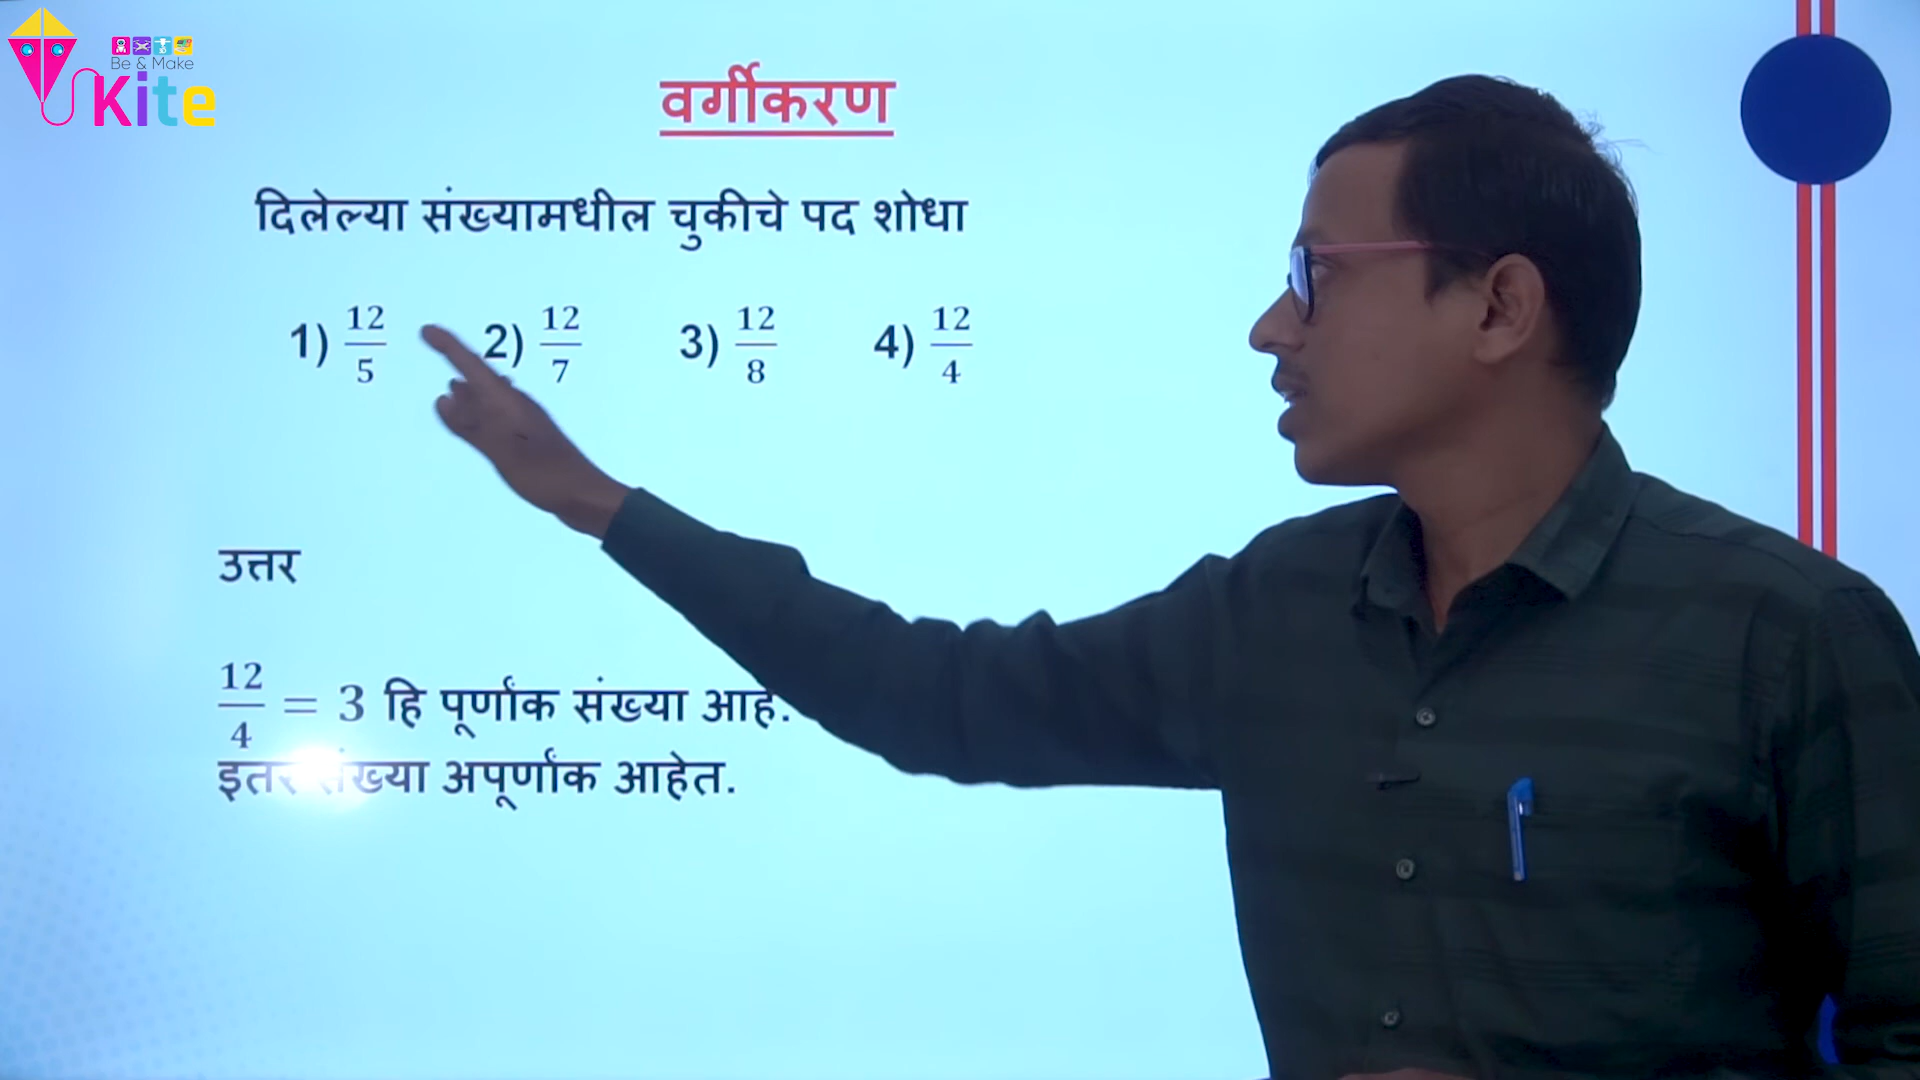 Be & Make
Kite
वर्गीकरण
दिलेल्या संख्यामधील चुकीचे पद शोधा
1) 12/5 2) 12/7 3) 12/8 4) 12/4
उत्तर
12/4 = 3 हि पूर्णांक संख्या आहे.
इतर संख्या अपूर्णांक आहेत.